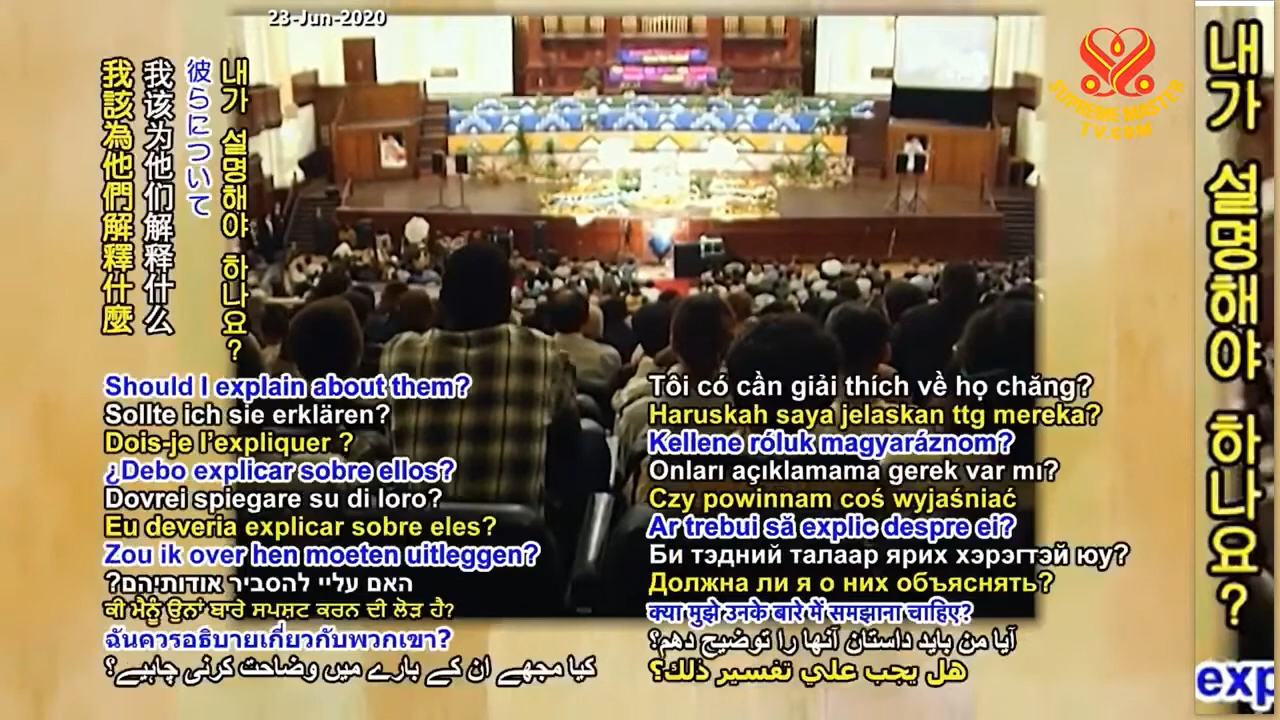 23-Jun-2020
SUPREME MASTER
TV.COM
내가 설명해야 하나요?
彼らについて
我该为他们解释什么
我該為他們解釋什麼
Should I explain about them?
Sollte ich sie erklären?
Dois-je l'expliquer ?
¿Debo explicar sobre ellos?
Dovrei spiegare su di loro?
Eu deveria explicar sobre eles?
Zou ik over hen moeten uitleggen?
האם עליי להסביר אודותיהם?
ਕੀ ਮੈਨੂੰ ਉਨਾਂ ਬਾਰੇ ਸਪਸ਼ਟ ਕਰਨ ਦੀ ਲੋੜ ਹੈ?
ฉันควรอธิบายเกี่ยวกับพวกเขา?
کیا مجھے ان کے بارے میں وضاحت کرنی چاہیے؟
Tôi có cần giải thích về họ chăng?
Haruskah saya jelaskan ttg mereka?
Kellene róluk magyaráznom?
Onları açıklamama gerek var mı?
Czy powinnam coś wyjaśniać
Ar trebui să explic despre ei?
Би тэдний талаар ярих хэрэгтэй юу?
Должна ли я о них объяснять?
क्या मुझे उनके बारे में समझाना चाहिए?
آیا من باید داستان آنها را توضیح دهم؟
هل يجب علي تفسير ذلك؟
내가 설명해야 하나요?
exp